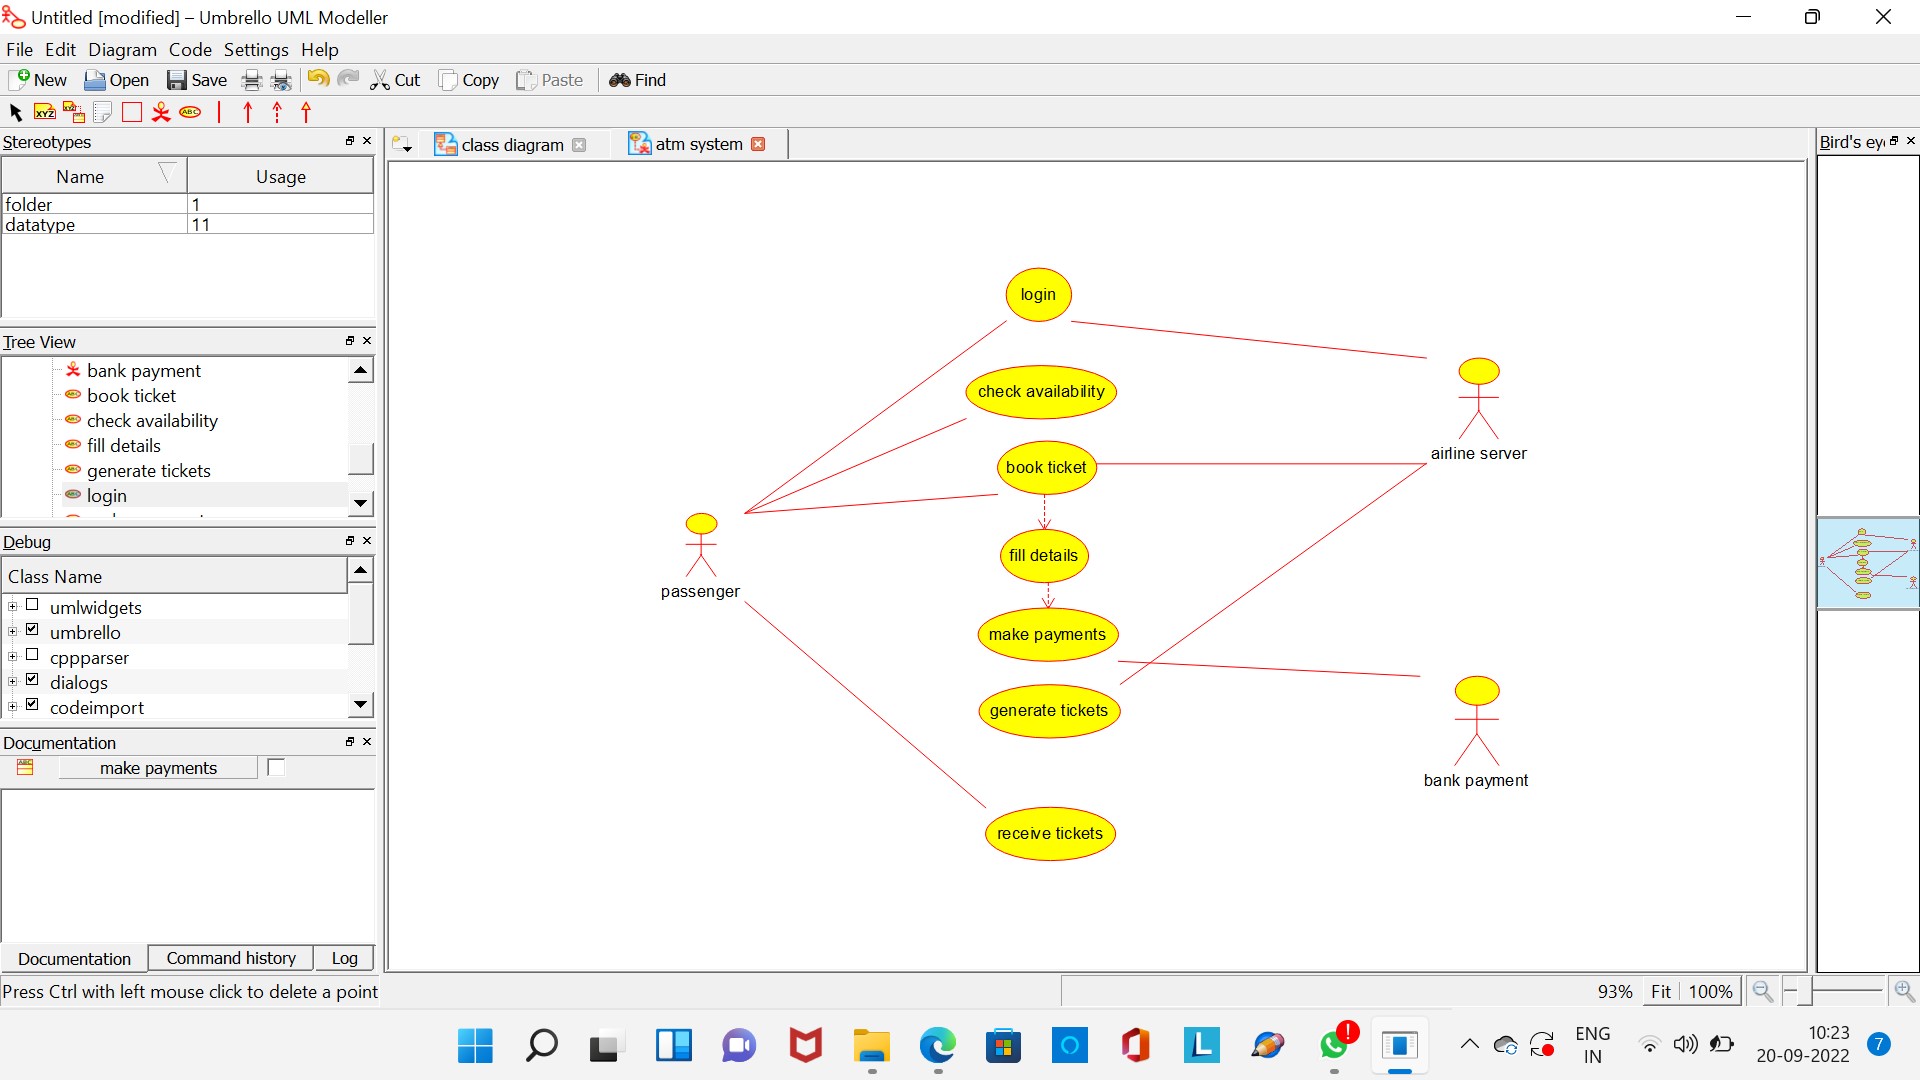 Untitled [modified] – Umbrello UML Modeller
File Edit Diagram Code Settings Help
New Open Save Cut Copy Paste Find
Stereotypes
Name Usage
folder 1
datatype 11
Tree View
bank payment
book ticket
check availability
fill details
generate tickets
login
Debug
Class Name
umlwidgets
umbrello
cppparser
dialogs
codeimport
Documentation
make payments
Documentation Command history Log
Press Ctrl with left mouse click to delete a point
class diagram
atm system
login
check availability
book ticket
fill details
make payments
generate tickets
receive tickets
passenger
airline server
bank payment
Bird's ey
93% Fit 100%
ENG
IN
10:23
20-09-2022
7